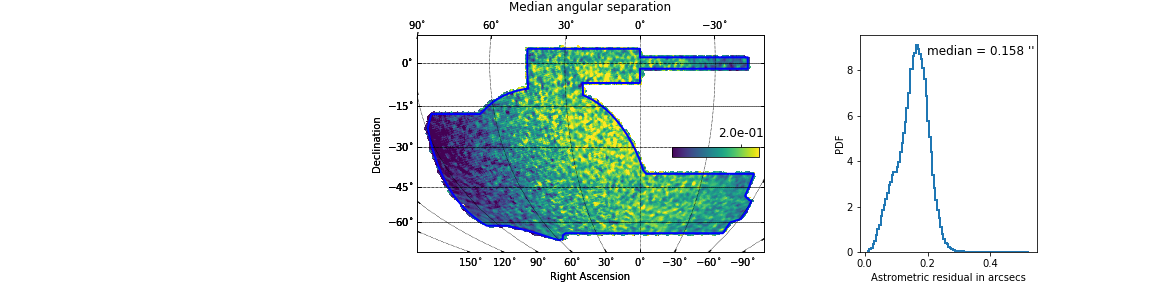 Median angular separation
90° 60° 30° 0° −30°
0°
−15°
−30°
−45°
−60°
Declination
2.0e-01
150° 120° 90° 60° 30° 0° −30° −60° −90°
Right Ascension
median = 0.158 ''
8
6
4
2
0
PDF
0.0 0.2 0.4
Astrometric residual in arcsecs